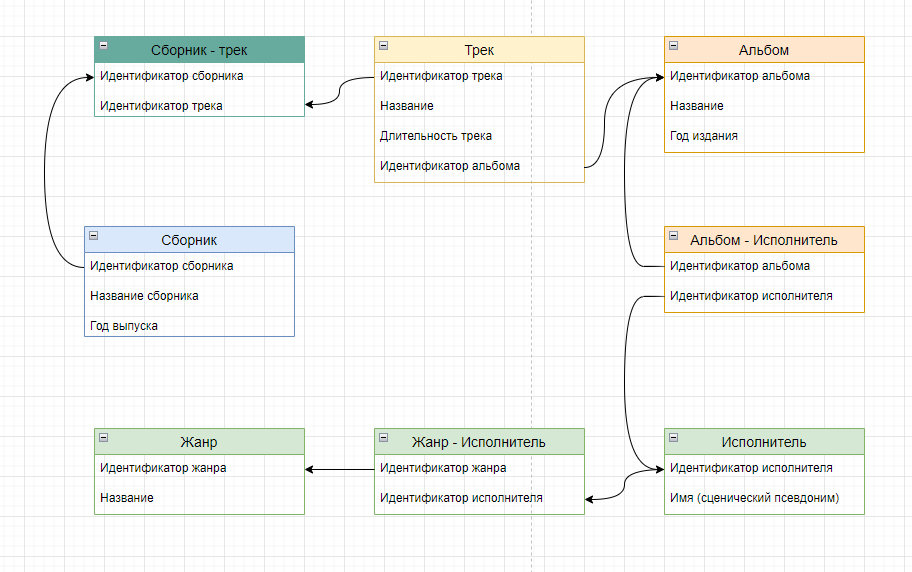 Сборник - трек
Идентификатор сборника
Идентификатор трека
Трек
Идентификатор трека
Название
Длительность трека
Идентификатор альбома
Альбом
Идентификатор альбома
Название
Год издания
Сборник
Идентификатор сборника
Название сборника
Год выпуска
Альбом - Исполнитель
Идентификатор альбома
Идентификатор исполнителя
Жанр
Идентификатор жанра
Название
Жанр - Исполнитель
Идентификатор жанра
Идентификатор исполнителя
Исполнитель
Идентификатор исполнителя
Имя (сценический псевдоним)